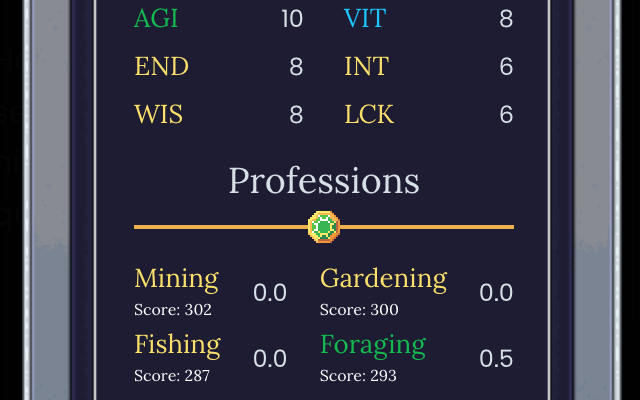 AGI 10 VIT 8
END 8 INT 6
WIS 8 LCK 6
Professions
Mining 0.0 Gardening 0.0
Score: 302 Score: 300
Fishing 0.0 Foraging 0.5
Score: 287 Score: 293